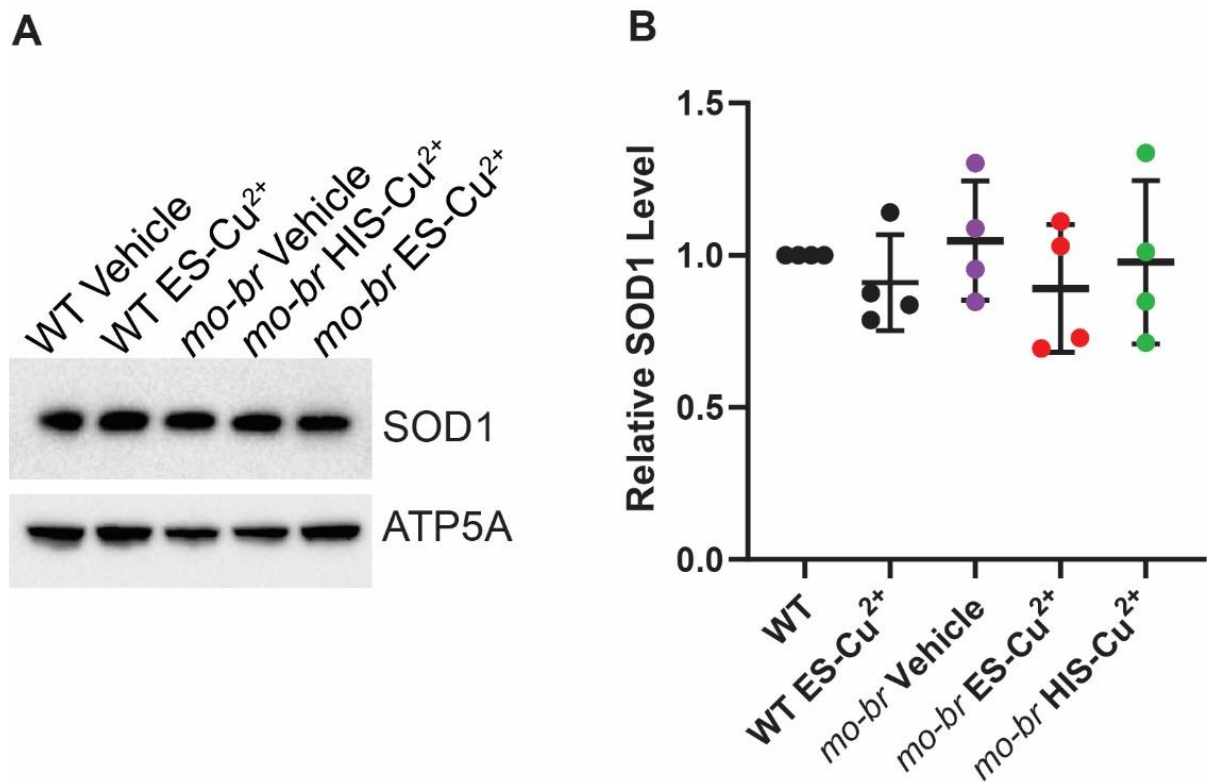 A
WT Vehicle
WT ES-Cu²⁺
mo-br Vehicle
mo-br HIS-Cu²⁺
mo-br ES-Cu²⁺
SOD1
ATP5A
B
Relative SOD1 Level
1.5
1.0
0.5
0.0
WT
WT ES-Cu²⁺
mo-br Vehicle
mo-br ES-Cu²⁺
mo-br HIS-Cu²⁺